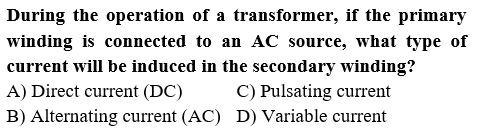 During the operation of a transformer, if the primary
winding is connected to an AC source, what type of
current will be induced in the secondary winding?
A) Direct current (DC) C) Pulsating current
B) Alternating current (AC) D) Variable current